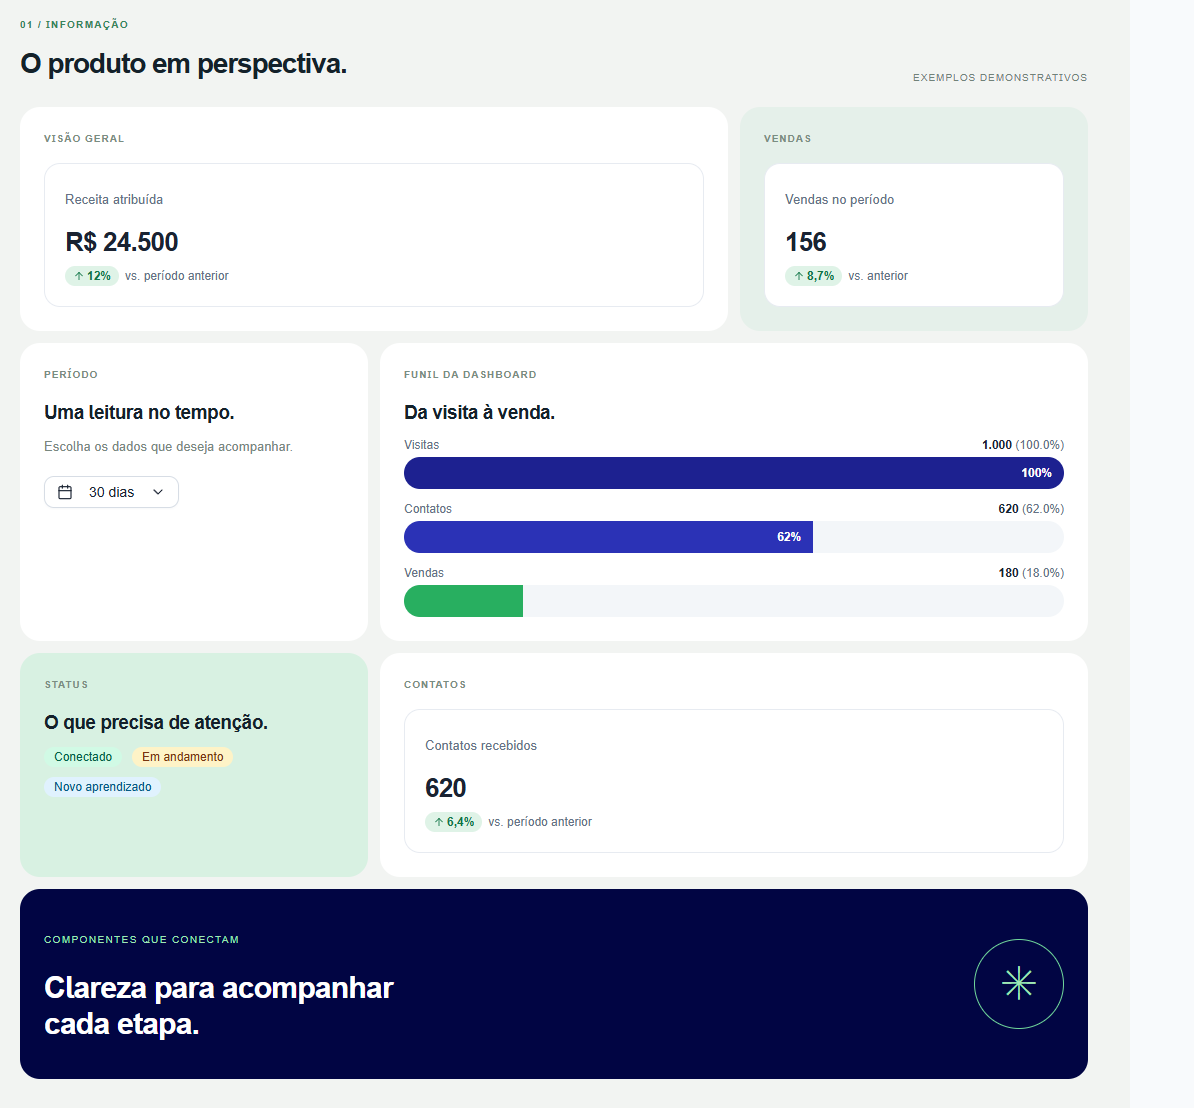 01 / INFORMAÇÃO
O produto em perspectiva.
EXEMPLOS DEMONSTRATIVOS
VISÃO GERAL
Receita atribuída
R$ 24.500
↑ 12% vs. período anterior
VENDAS
Vendas no período
156
↑ 8,7% vs. anterior
PERÍODO
Uma leitura no tempo.
Escolha os dados que deseja acompanhar.
30 dias
FUNIL DA DASHBOARD
Da visita à venda.
Visitas 1.000 (100.0%)
100%
Contatos 620 (62.0%)
62%
Vendas 180 (18.0%)
STATUS
O que precisa de atenção.
Conectado Em andamento
Novo aprendizado
CONTATOS
Contatos recebidos
620
↑ 6,4% vs. período anterior
COMPONENTES QUE CONECTAM
Clareza para acompanhar
cada etapa.